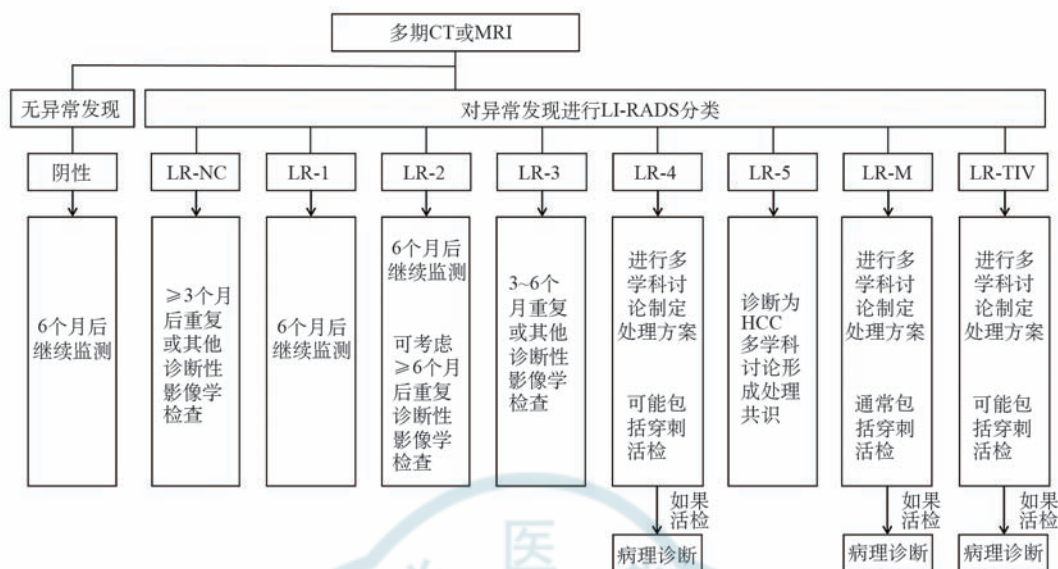 多期CT或MRI
无异常发现
对异常发现进行LI-RADS分类
阴性
LR-NC
LR-1
LR-2
LR-3
LR-4
LR-5
LR-M
LR-TIV
6个月后
继续监测
≥3个月
后重复
或其他
诊断性
影像学
检查
6个月后
继续监测
6个月后
继续监测
可考虑
≥6个月
后重复
诊断性
影像学
检查
3~6个
月重复
或其他
诊断性
影像学
检查
进行多
学科讨
论制定
处理方案
可能包
括穿刺
活检
诊断为
HCC
多学科
讨论形
成处理
共识
进行多
学科讨
论制定
处理方案
通常包
括穿刺
活检
进行多
学科讨
论制定
处理方案
可能包
括穿刺
活检
如果
活检
如果
活检
如果
活检
病理诊断
病理诊断
病理诊断
医